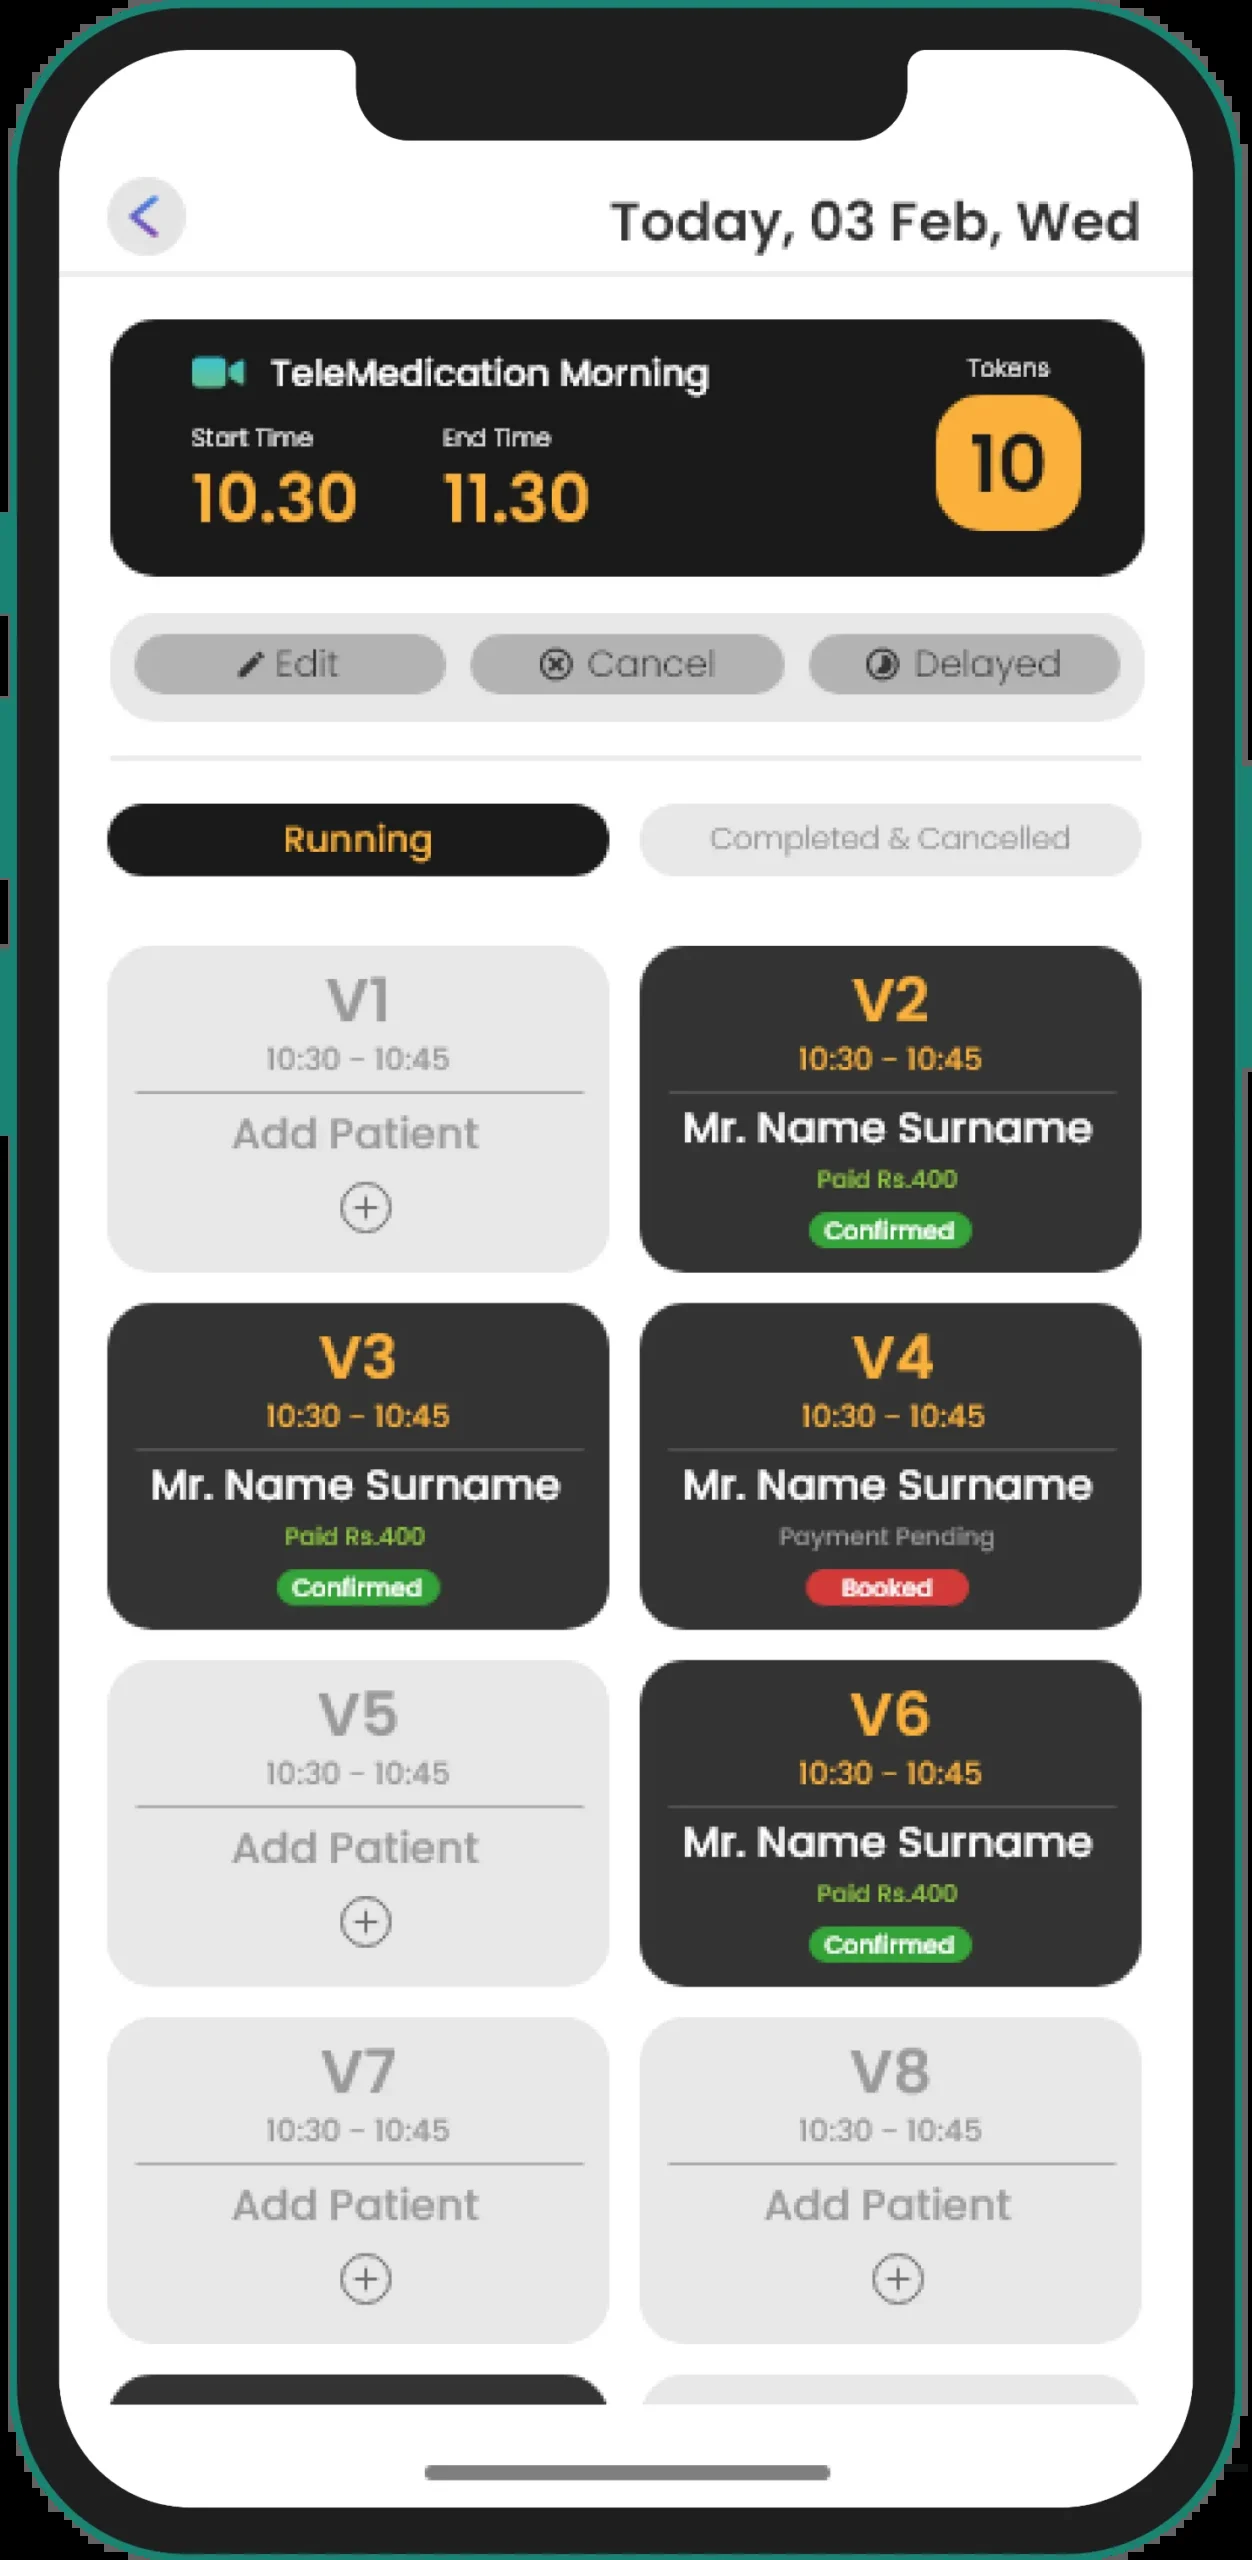 Today, 03 Feb, Wed
TeleMedication Morning
Tokens
Start Time End Time
10.30 11.30
10
Edit Cancel Delayed
Running Completed & Cancelled
V1
10:30 - 10:45
Add Patient
V2
10:30 - 10:45
Mr. Name Surname
Paid Rs.400
Confirmed
V3
10:30 - 10:45
Mr. Name Surname
Paid Rs.400
Confirmed
V4
10:30 - 10:45
Mr. Name Surname
Payment Pending
Booked
V5
10:30 - 10:45
Add Patient
V6
10:30 - 10:45
Mr. Name Surname
Paid Rs.400
Confirmed
V7
10:30 - 10:45
Add Patient
V8
10:30 - 10:45
Add Patient